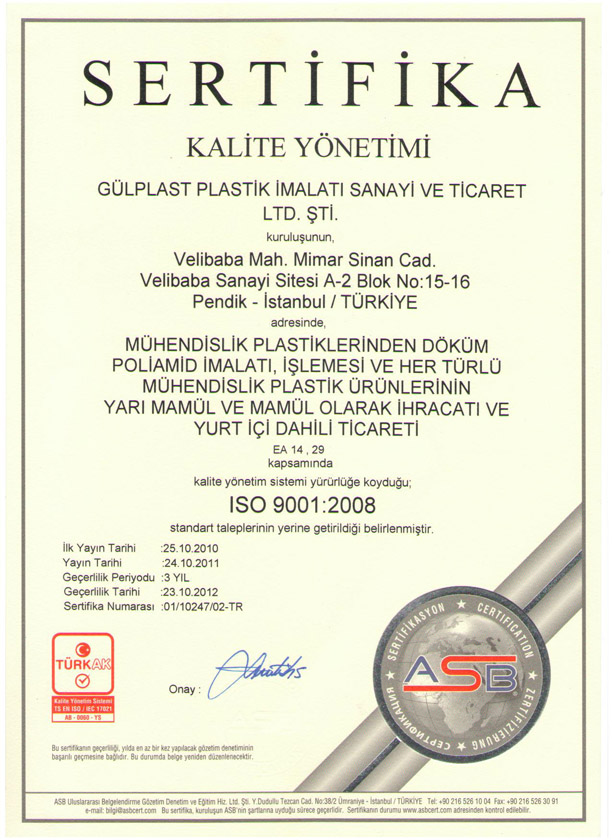 SERTİFİKA
KALİTE YÖNETİMİ
GÜLPLAST PLASTİK İMALATI SANAYİ VE TİCARET
LTD. ŞTİ.
kuruluşunun,
Velibaba Mah. Mimar Sinan Cad.
Velibaba Sanayi Sitesi A-2 Blok No:15-16
Pendik - İstanbul / TÜRKİYE
adresinde,
MÜHENDİSLİK PLASTİKLERİNDEN DÖKÜM
POLİAMİD İMALATI, İŞLEMESİ VE HER TÜRLÜ
MÜHENDİSLİK PLASTİK ÜRÜNLERİNİN
YARI MAMÜL VE MAMÜL OLARAK İHRACATI VE
YURT İÇİ DAHİLİ TİCARETİ
EA 14 , 29
kapsamında
kalite yönetim sistemi yürürlüğe koyduğu;
ISO 9001:2008
standart taleplerinin yerine getirildiği belirlenmiştir.
İlk Yayın Tarihi :25.10.2010
Yayın Tarihi :24.10.2011
Geçerlilik Periyodu :3 YIL
Geçerlilik Tarihi :23.10.2012
Sertifika Numarası :01/10247/02-TR
TÜRKAK
Kalite Yönetim Sistemi
TS EN ISO / IEC 17021
AB - 0060 - YS
Onay :
SERTİFİKASYON ★ CERTIFICATION ★ ZERTIFIZIERUNG ★ СЕРТИФИКАЦИЯ ★
ASB
Bu sertifikanın geçerliliği, yılda en az bir kez yapılacak gözetim denetiminin
başarılı geçmesine bağlıdır. Bu durumda belge yeniden düzenlenecektir.
ASB Uluslararası Belgelendirme Gözetim Denetim ve Eğitim Hiz. Ltd. Şti. Y.Dudullu Tezcan Cad. No:38/2 Ümraniye - İstanbul / TÜRKİYE Tel: +90 216 526 10 04 Fax: +90 216 526 30 91
e-mail: bilgi@asbcert.com Bu sertifika, kuruluşun ASB'nin şartlarına uyduğu sürece geçerlidir. Sertifikanın durumu www.asbcert.com adresinden kontrol edilebilir.